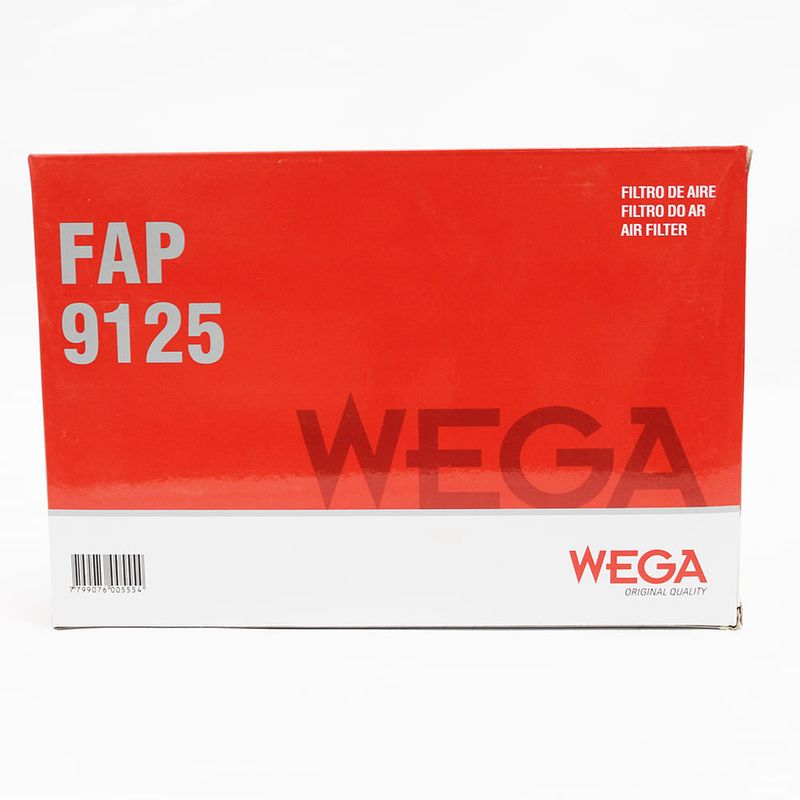 FILTRO DE AIRE
FILTRO DO AR
AIR FILTER
FAP
9125
WEGA
WEGA
ORIGINAL QUALITY
7 799076 005554